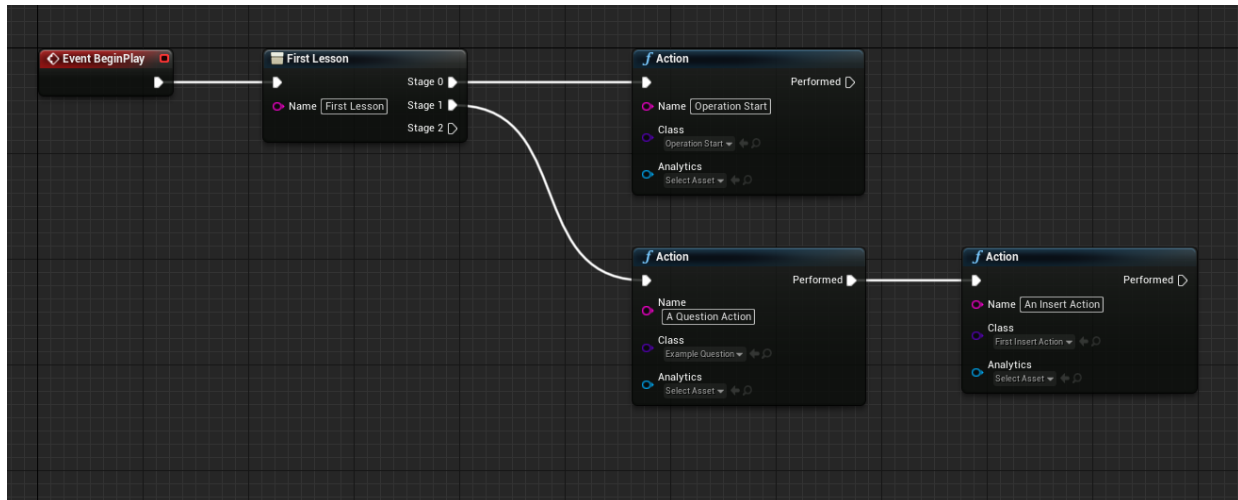 Event BeginPlay
First Lesson
Stage 0
Name First Lesson
Stage 1
Stage 2
Action
Performed
Name Operation Start
Class
Operation Start
Analytics
Select Asset
Action
Performed
Name
A Question Action
Class
Example Question
Analytics
Select Asset
Action
Performed
Name An Insert Action
Class
First Insert Action
Analytics
Select Asset